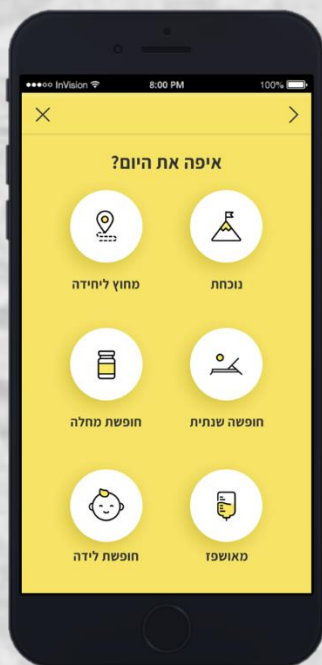 InVision 8:00 PM 100%
איפה את היום?
נוכחת
מחוץ ליחידה
חופשה שנתית
חופשת מחלה
מאושפז
חופשת לידה